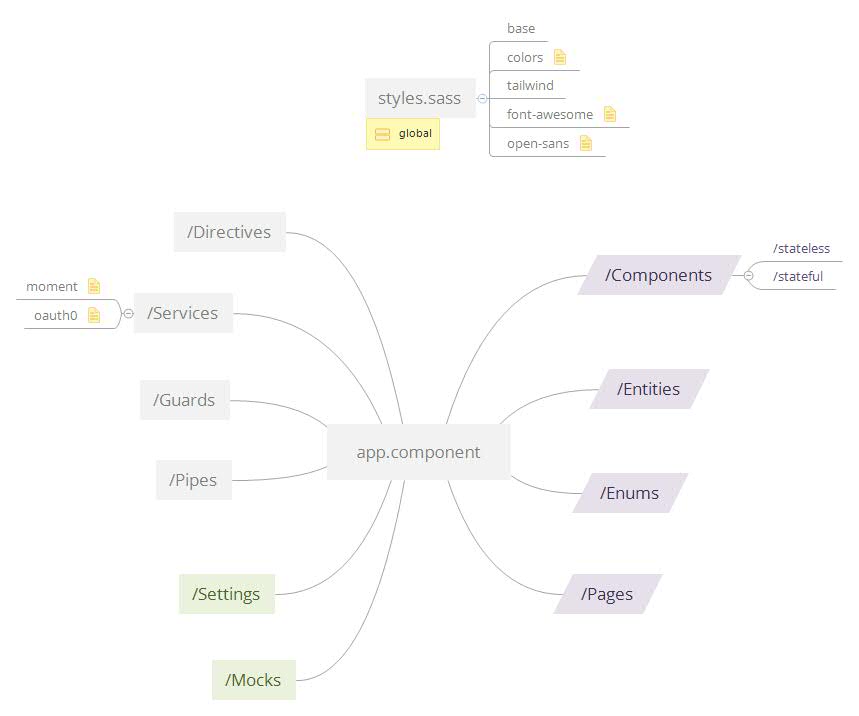 base
colors
tailwind
styles.sass
font-awesome
global
open-sans
/Directives
/stateless
/Components
/stateful
moment
oauth0
/Services
/Entities
/Guards
app.component
/Pipes
/Enums
/Settings
/Pages
/Mocks